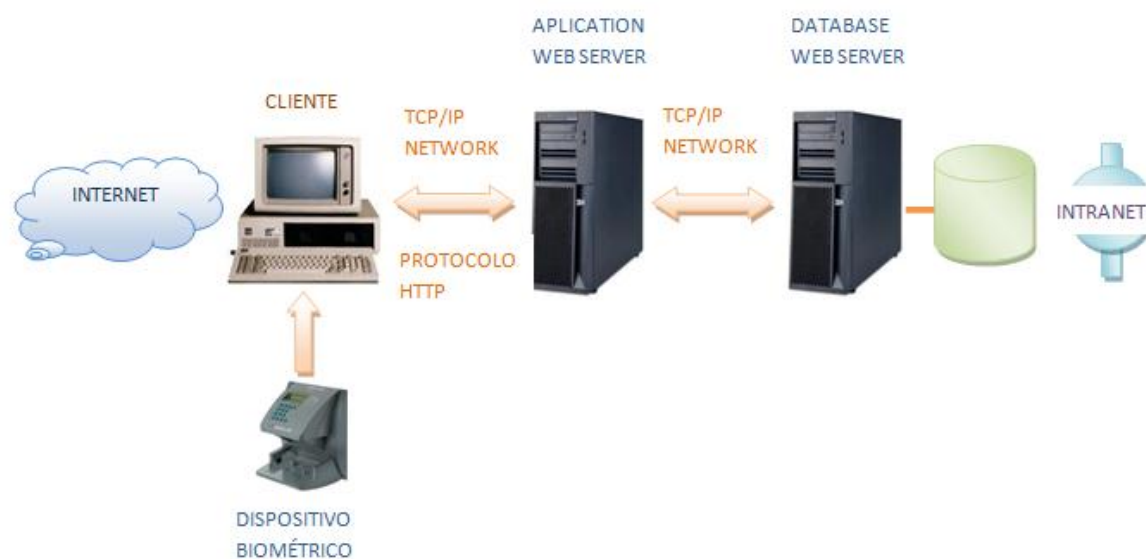 APLICATION
WEB SERVER
DATABASE
WEB SERVER
CLIENTE
TCP/IP
NETWORK
TCP/IP
NETWORK
INTERNET
INTRANET
PROTOCOLO
HTTP
DISPOSITIVO
BIOMÉTRICO